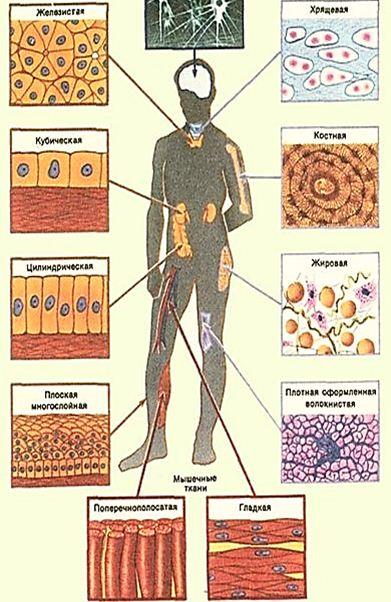 Железистая
Хрящевая
Кубическая
Костная
Цилиндрическая
Жировая
Плоская
многослойная
Плотная оформленная
волокнистая
Мышечные
ткани
Поперечнополосатая
Гладкая